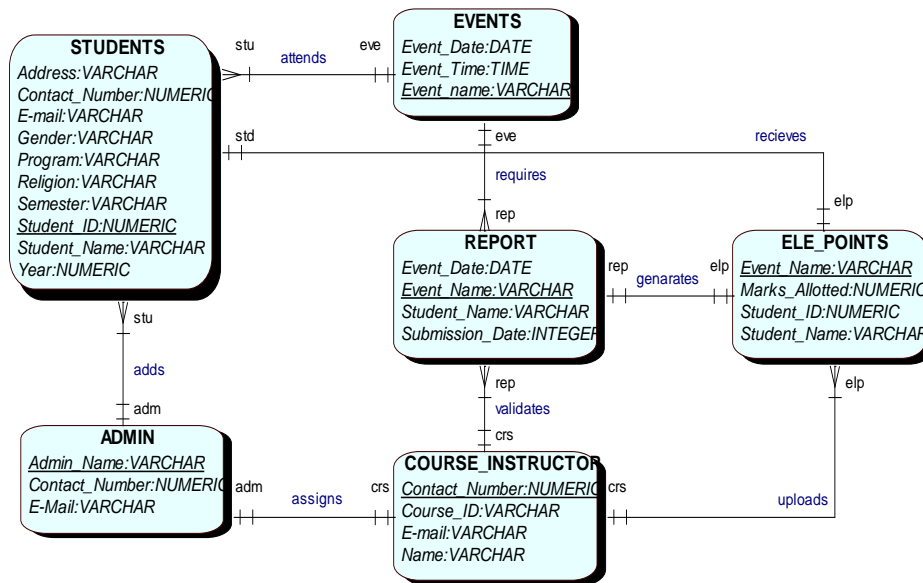 EVENTS
Event_Date:DATE
Event_Time:TIME
Event_name:VARCHAR
STUDENTS
Address:VARCHAR
Contact_Number:NUMERIC
E-mail:VARCHAR
Gender:VARCHAR
Program:VARCHAR
Religion:VARCHAR
Semester:VARCHAR
Student_ID:NUMERIC
Student_Name:VARCHAR
Year:NUMERIC
stu
attends
eve
std
eve
recieves
requires
rep
elp
REPORT
Event_Date:DATE
Event_Name:VARCHAR
Student_Name:VARCHAR
Submission_Date:INTEGER
rep
genarates
elp
ELE_POINTS
Event_Name:VARCHAR
Marks_Allotted:NUMERIC
Student_ID:NUMERIC
Student_Name:VARCHAR
stu
adds
adm
rep
validates
crs
elp
ADMIN
Admin_Name:VARCHAR
Contact_Number:NUMERIC
E-Mail:VARCHAR
adm
assigns
crs
COURSE_INSTRUCTOR
Contact_Number:NUMERIC
Course_ID:VARCHAR
E-mail:VARCHAR
Name:VARCHAR
crs
uploads